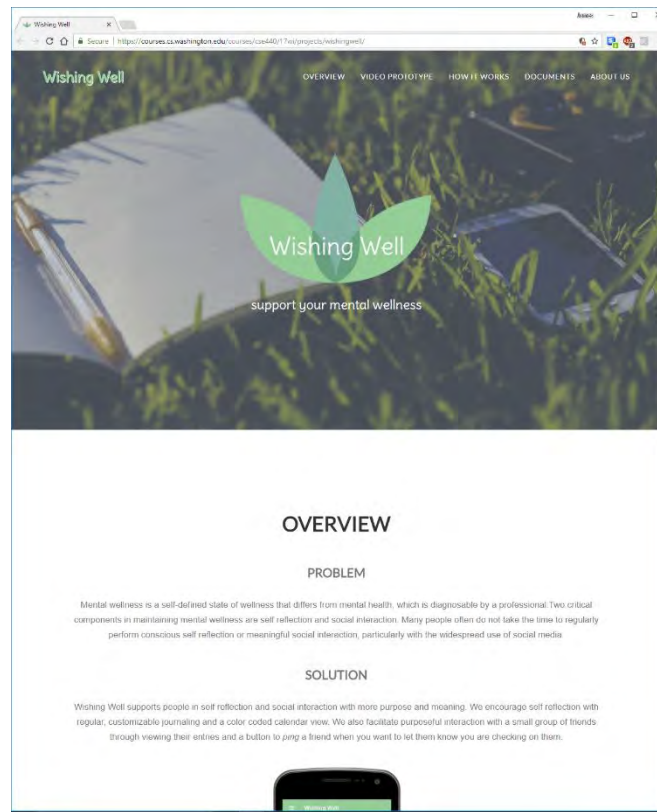 Wishing Well
Secure | https://courses.cs.washington.edu/courses/cse440/17wi/projects/wishingwell/
Wishing Well
OVERVIEW VIDEO PROTOTYPE HOW IT WORKS DOCUMENTS ABOUT US
Wishing Well
support your mental wellness
OVERVIEW
PROBLEM
Mental wellness is a self-defined state of wellness that differs from mental health, which is diagnosable by a professional.Two critical
components in maintaining mental wellness are self reflection and social interaction. Many people often do not take the time to regularly
perform conscious self reflection or meaningful social interaction, particularly with the widespread use of social media.
SOLUTION
Wishing Well supports people in self reflection and social interaction with more purpose and meaning. We encourage self reflection with
regular, customizable journaling and a color coded calendar view. We also facilitate purposeful interaction with a small group of friends
through viewing their entries and a button to ping a friend when you want to let them know you are checking on them.
Wishing Well